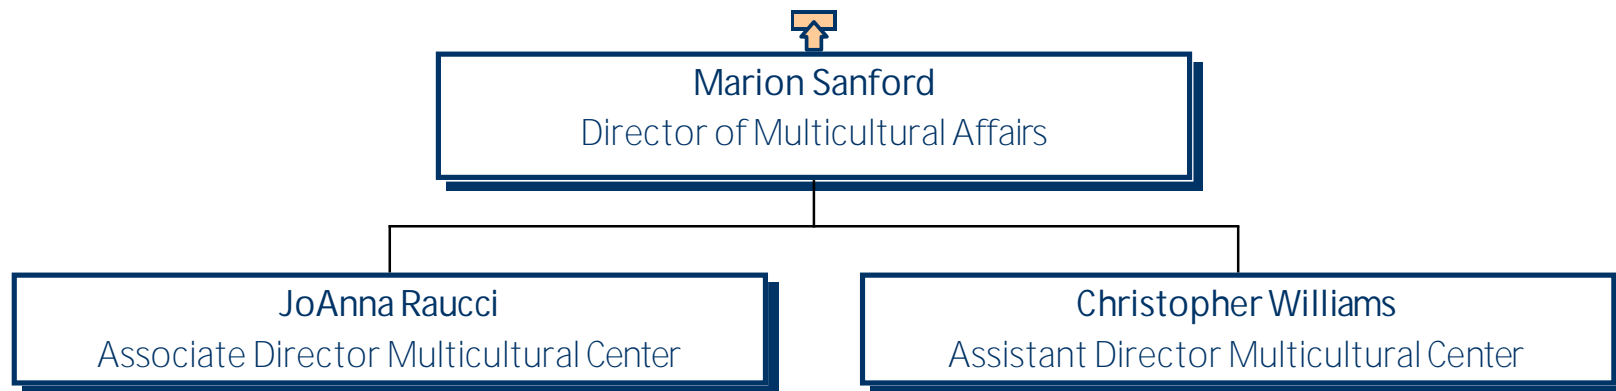 Marion Sanford
Director of Multicultural Affairs
JoAnna Raucci
Associate Director Multicultural Center
Christopher Williams
Assistant Director Multicultural Center